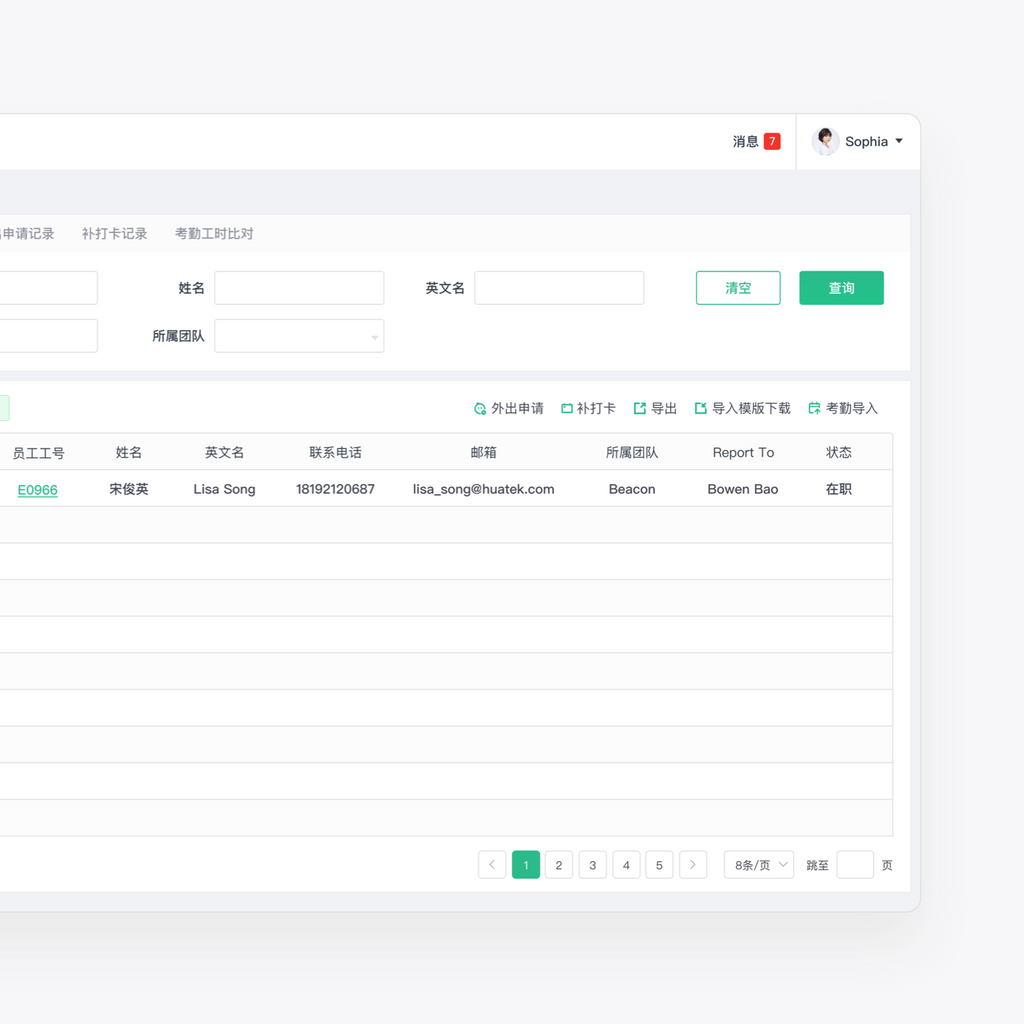 消息 7 Sophia
申请记录 补打卡记录 考勤工时比对
姓名 英文名 清空 查询
所属团队
外出申请 补打卡 导出 导入模版下载 考勤导入
员工工号 姓名 英文名 联系电话 邮箱 所属团队 Report To 状态
E0966 宋俊英 Lisa Song 18192120687 lisa_song@huatek.com Beacon Bowen Bao 在职
1 2 3 4 5 8条/页 跳至 页